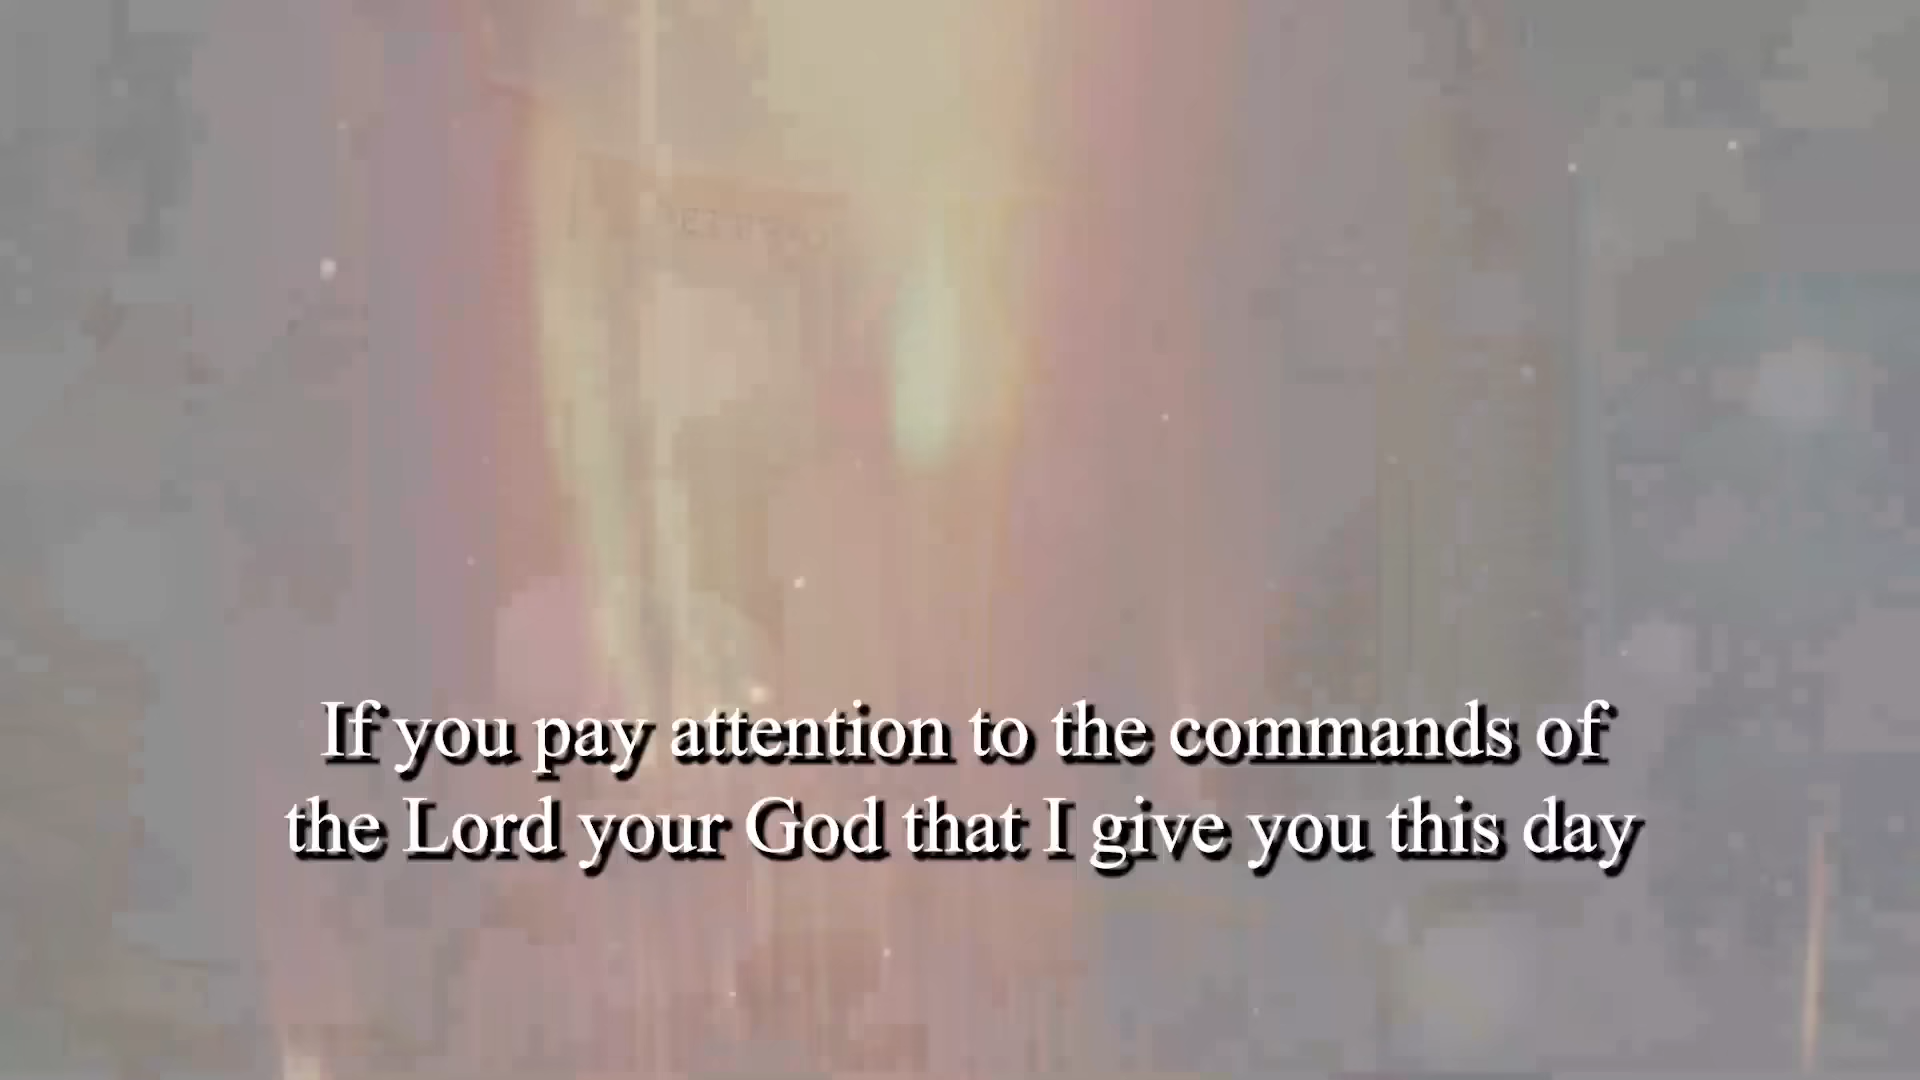 If you pay attention to the commands of
the Lord your God that I give you this day